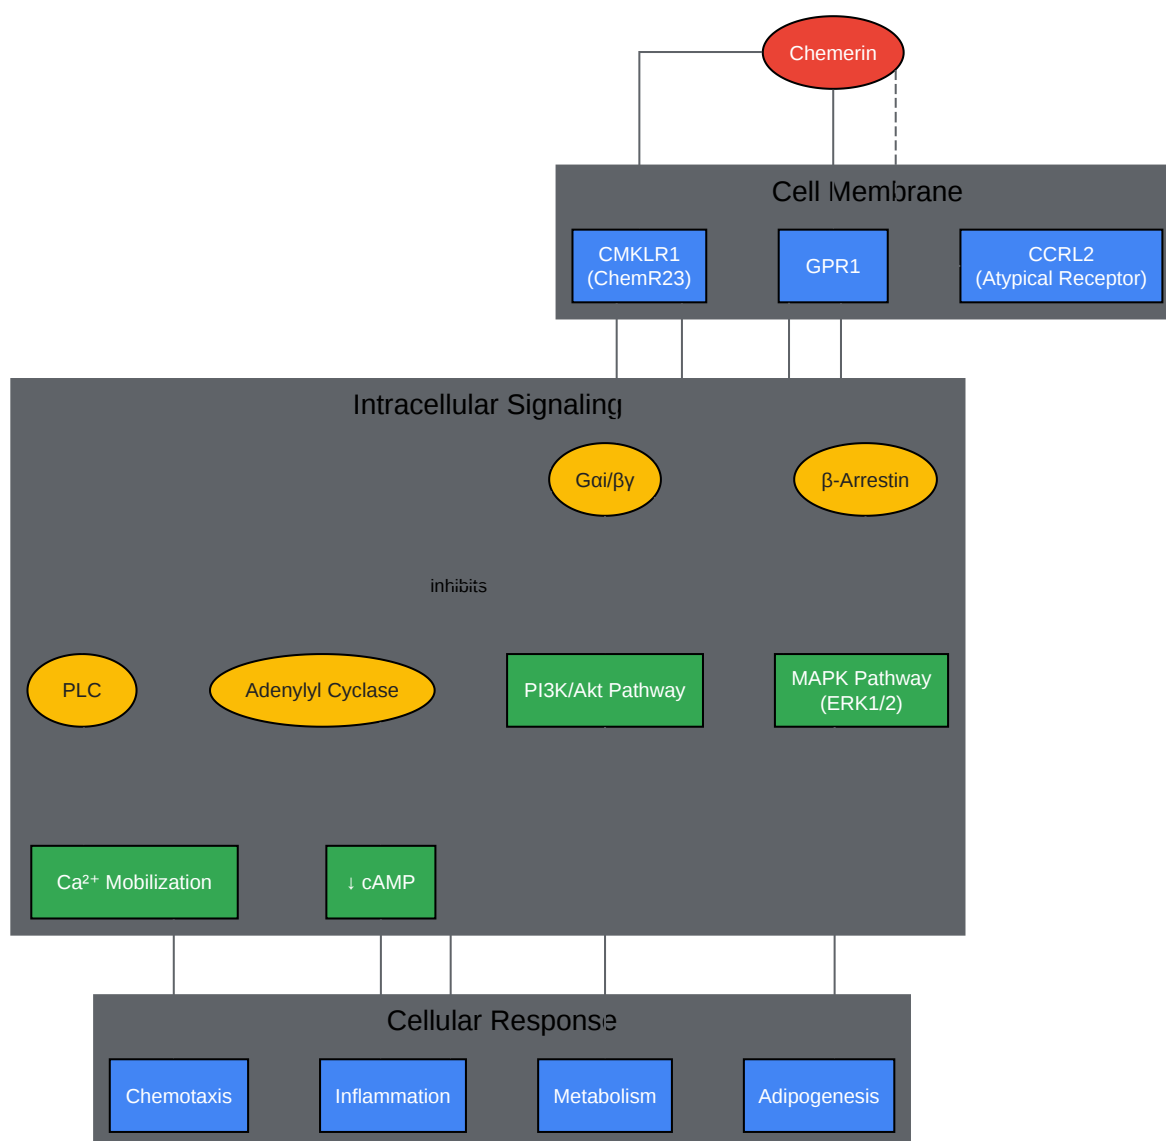 Chemerin
Cell Membrane
CMKLR1
(ChemR23)
GPR1
CCRL2
(Atypical Receptor)
Intracellular Signaling
Gαi/βγ
β-Arrestin
inhibits
PLC
Adenylyl Cyclase
PI3K/Akt Pathway
MAPK Pathway
(ERK1/2)
Ca²⁺ Mobilization
↓ cAMP
Cellular Response
Chemotaxis
Inflammation
Metabolism
Adipogenesis